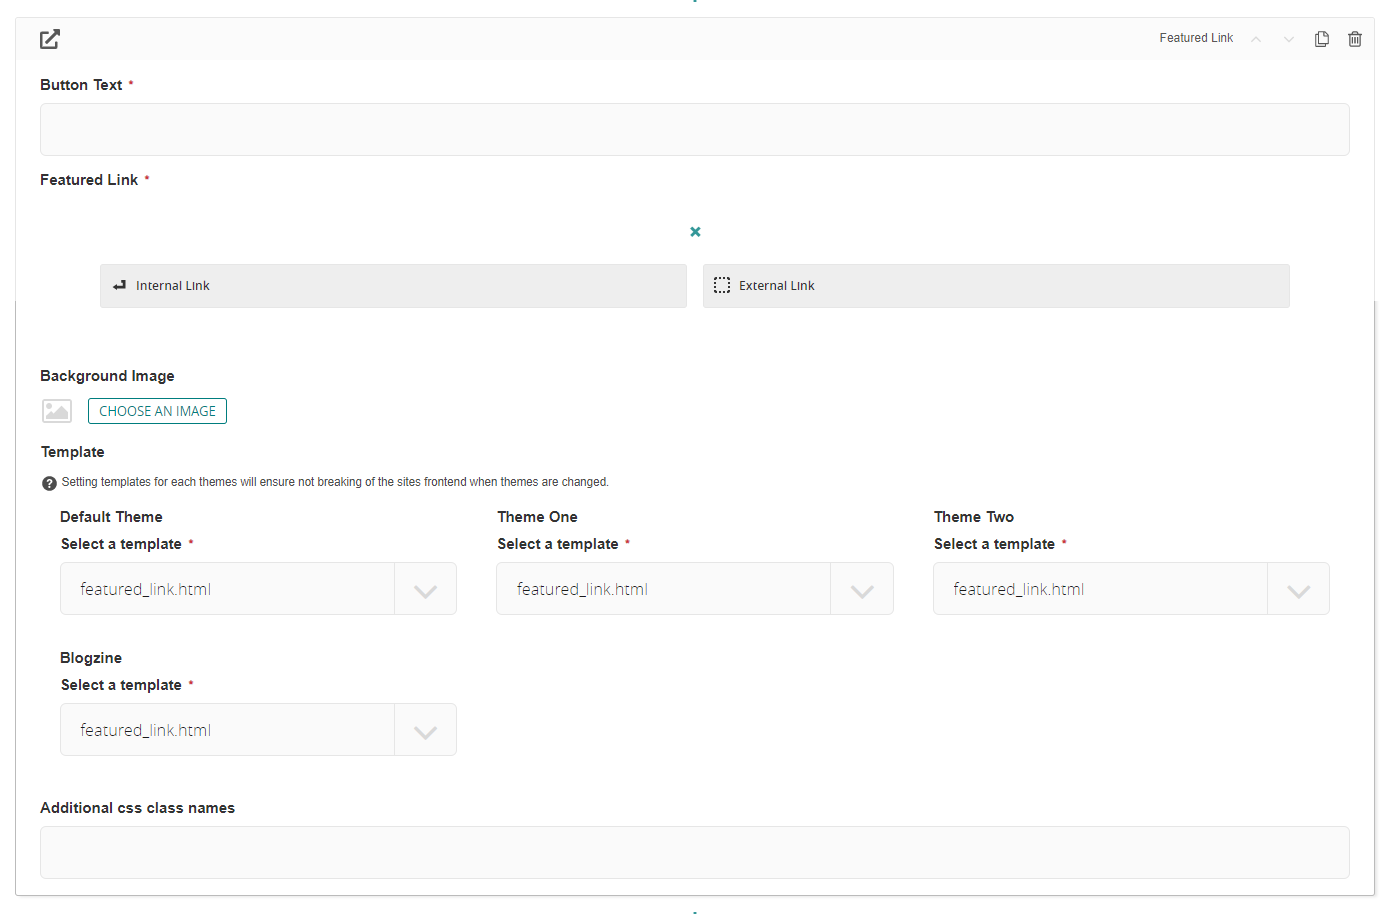 Featured Link
Button Text *
Featured Link *
Internal Link
External Link
Background Image
CHOOSE AN IMAGE
Template
Setting templates for each themes will ensure not breaking of the sites frontend when themes are changed.
Default Theme
Theme One
Theme Two
Select a template *
Select a template *
Select a template *
featured_link.html
featured_link.html
featured_link.html
Blogzine
Select a template *
featured_link.html
Additional css class names